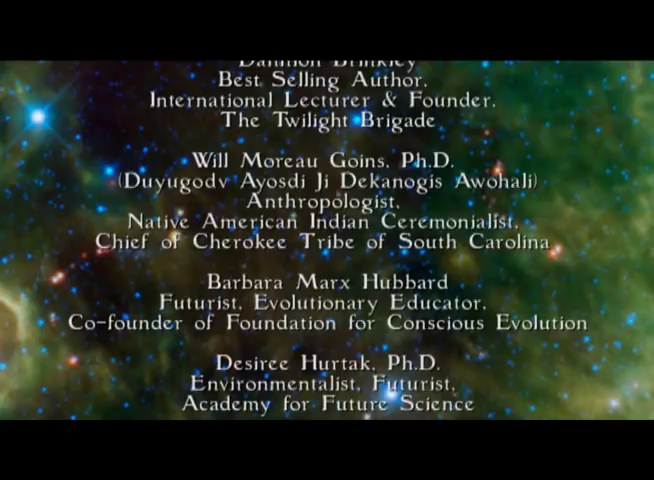 Dannion Brinkley
Best Selling Author,
International Lecturer & Founder,
The Twilight Brigade
Will Moreau Goins, Ph.D.
(Duyugodv Ayosdi Ji Dekanogis Awohali)
Anthropologist,
Native American Indian Ceremonialist,
Chief of Cherokee Tribe of South Carolina
Barbara Marx Hubbard
Futurist, Evolutionary Educator,
Co-founder of Foundation for Conscious Evolution
Desiree Hurtak, Ph.D.
Environmentalist, Futurist,
Academy for Future Science